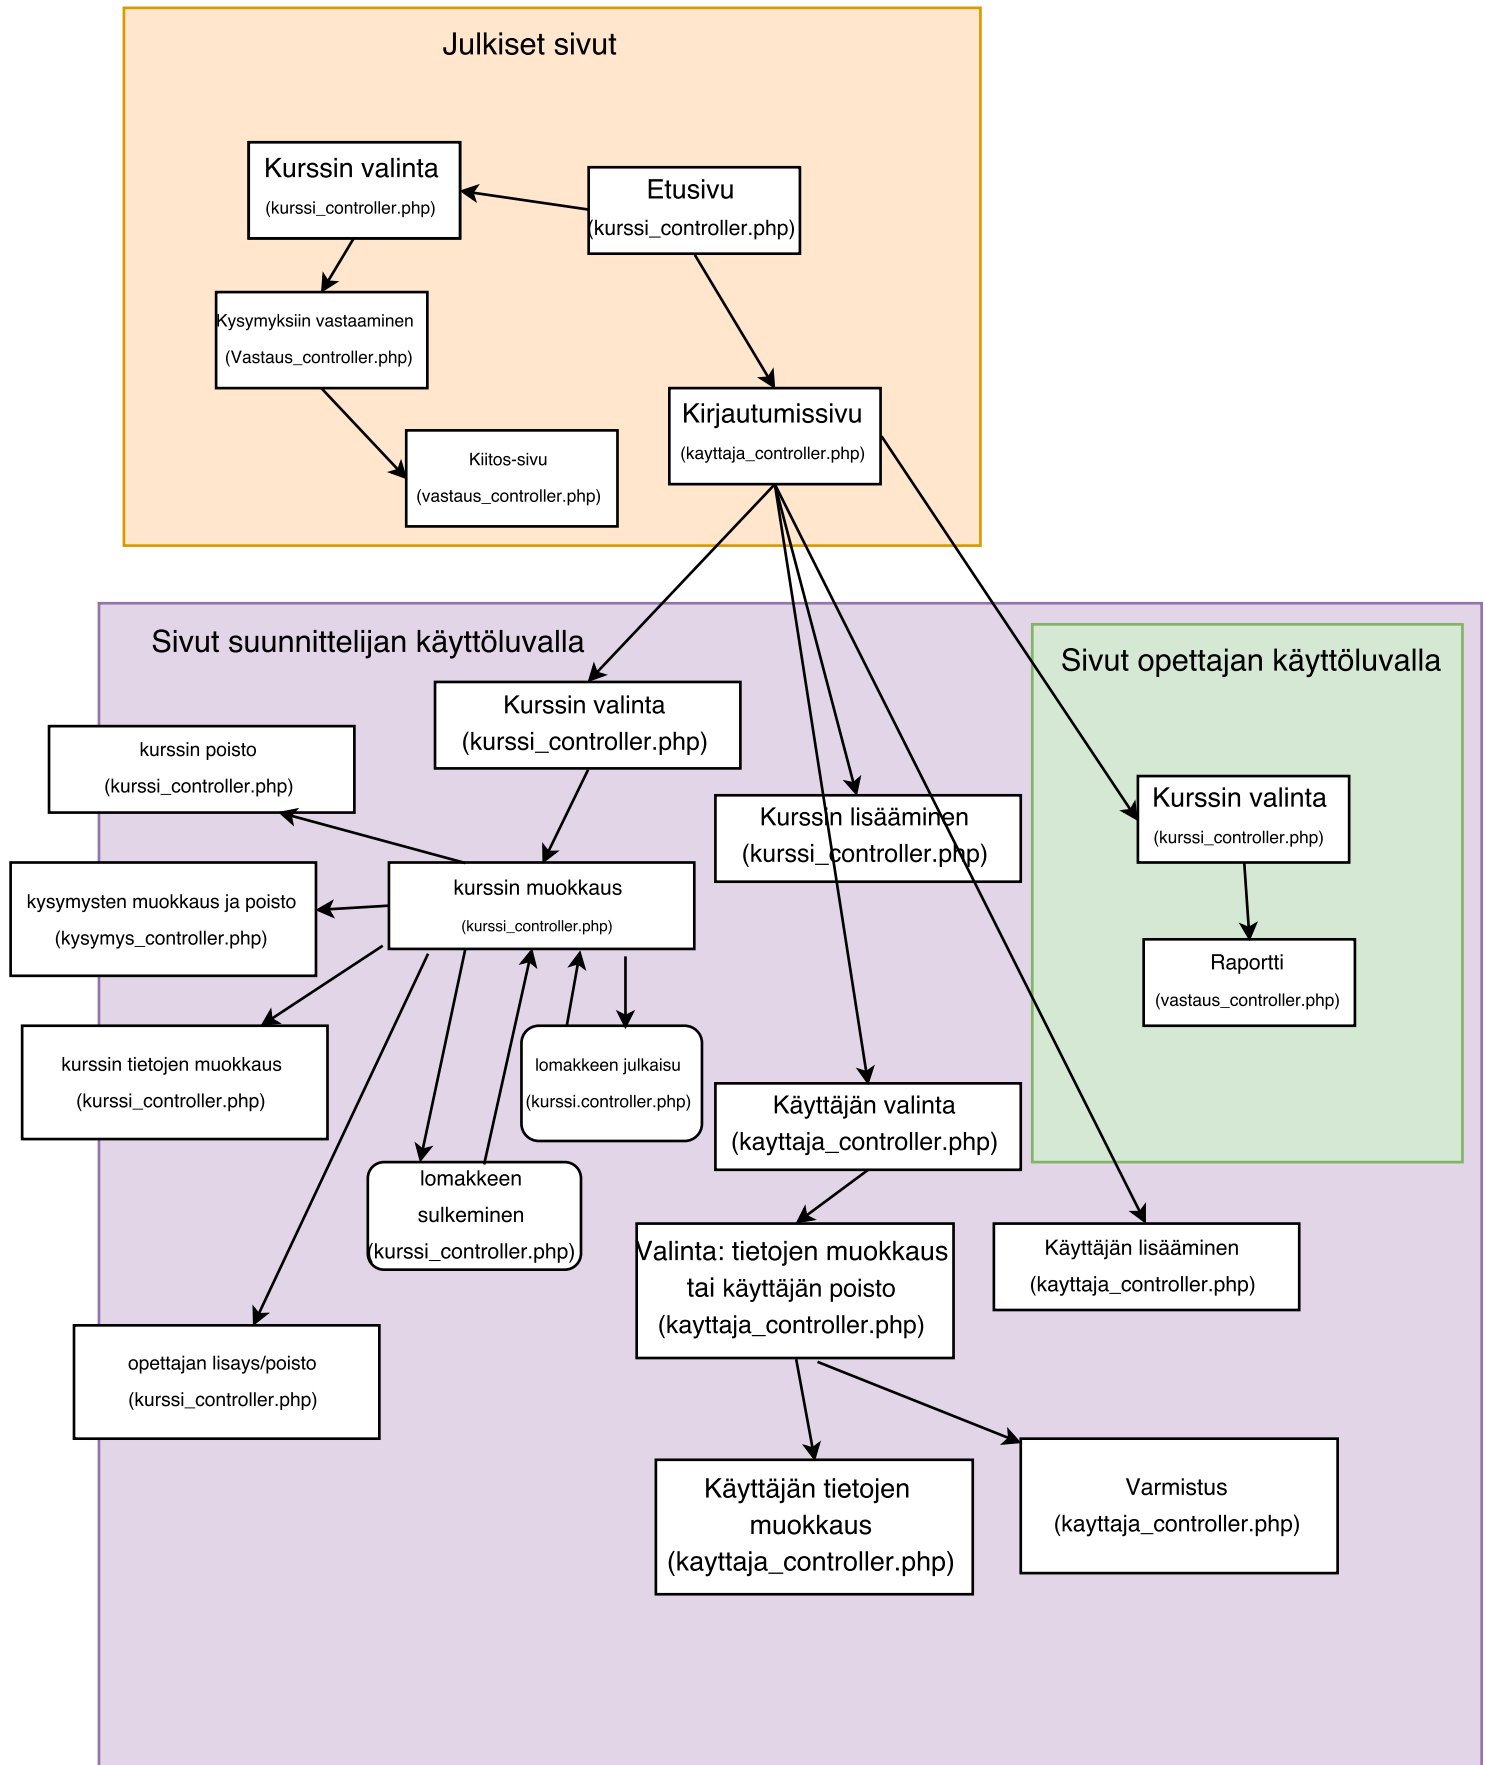 Julkiset sivut
Kurssin valinta
(kurssi_controller.php)
Etusivu
(kurssi_controller.php)
Kysymyksiin vastaaminen
(Vastaus_controller.php)
Kirjautumissivu
(kayttaja_controller.php)
Kiitos-sivu
(vastaus_controller.php)
Sivut suunnittelijan käyttöluvalla
Sivut opettajan käyttöluvalla
Kurssin valinta
(kurssi_controller.php)
kurssin poisto
(kurssi_controller.php)
Kurssin lisääminen
(kurssi_controller.php)
Kurssin valinta
(kurssi_controller.php)
kurssin muokkaus
(kurssi_controller.php)
kysymysten muokkaus ja poisto
(kysymys_controller.php)
Raportti
(vastaus_controller.php)
kurssin tietojen muokkaus
(kurssi_controller.php)
lomakkeen julkaisu
(kurssi.controller.php)
Käyttäjän valinta
(kayttaja_controller.php)
lomakkeen
sulkeminen
(kurssi_controller.php)
Valinta: tietojen muokkaus
tai käyttäjän poisto
(kayttaja_controller.php)
Käyttäjän lisääminen
(kayttaja_controller.php)
opettajan lisays/poisto
(kurssi_controller.php)
Käyttäjän tietojen
muokkaus
(kayttaja_controller.php)
Varmistus
(kayttaja_controller.php)